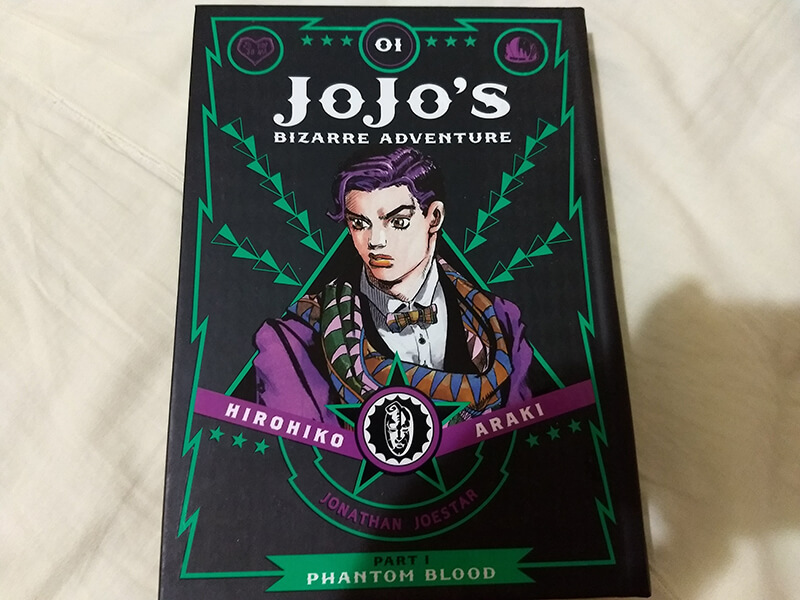 01
JOJO'S
BIZARRE ADVENTURE
HIROHIKO ARAKI
JONATHAN JOESTAR
PART 1
PHANTOM BLOOD